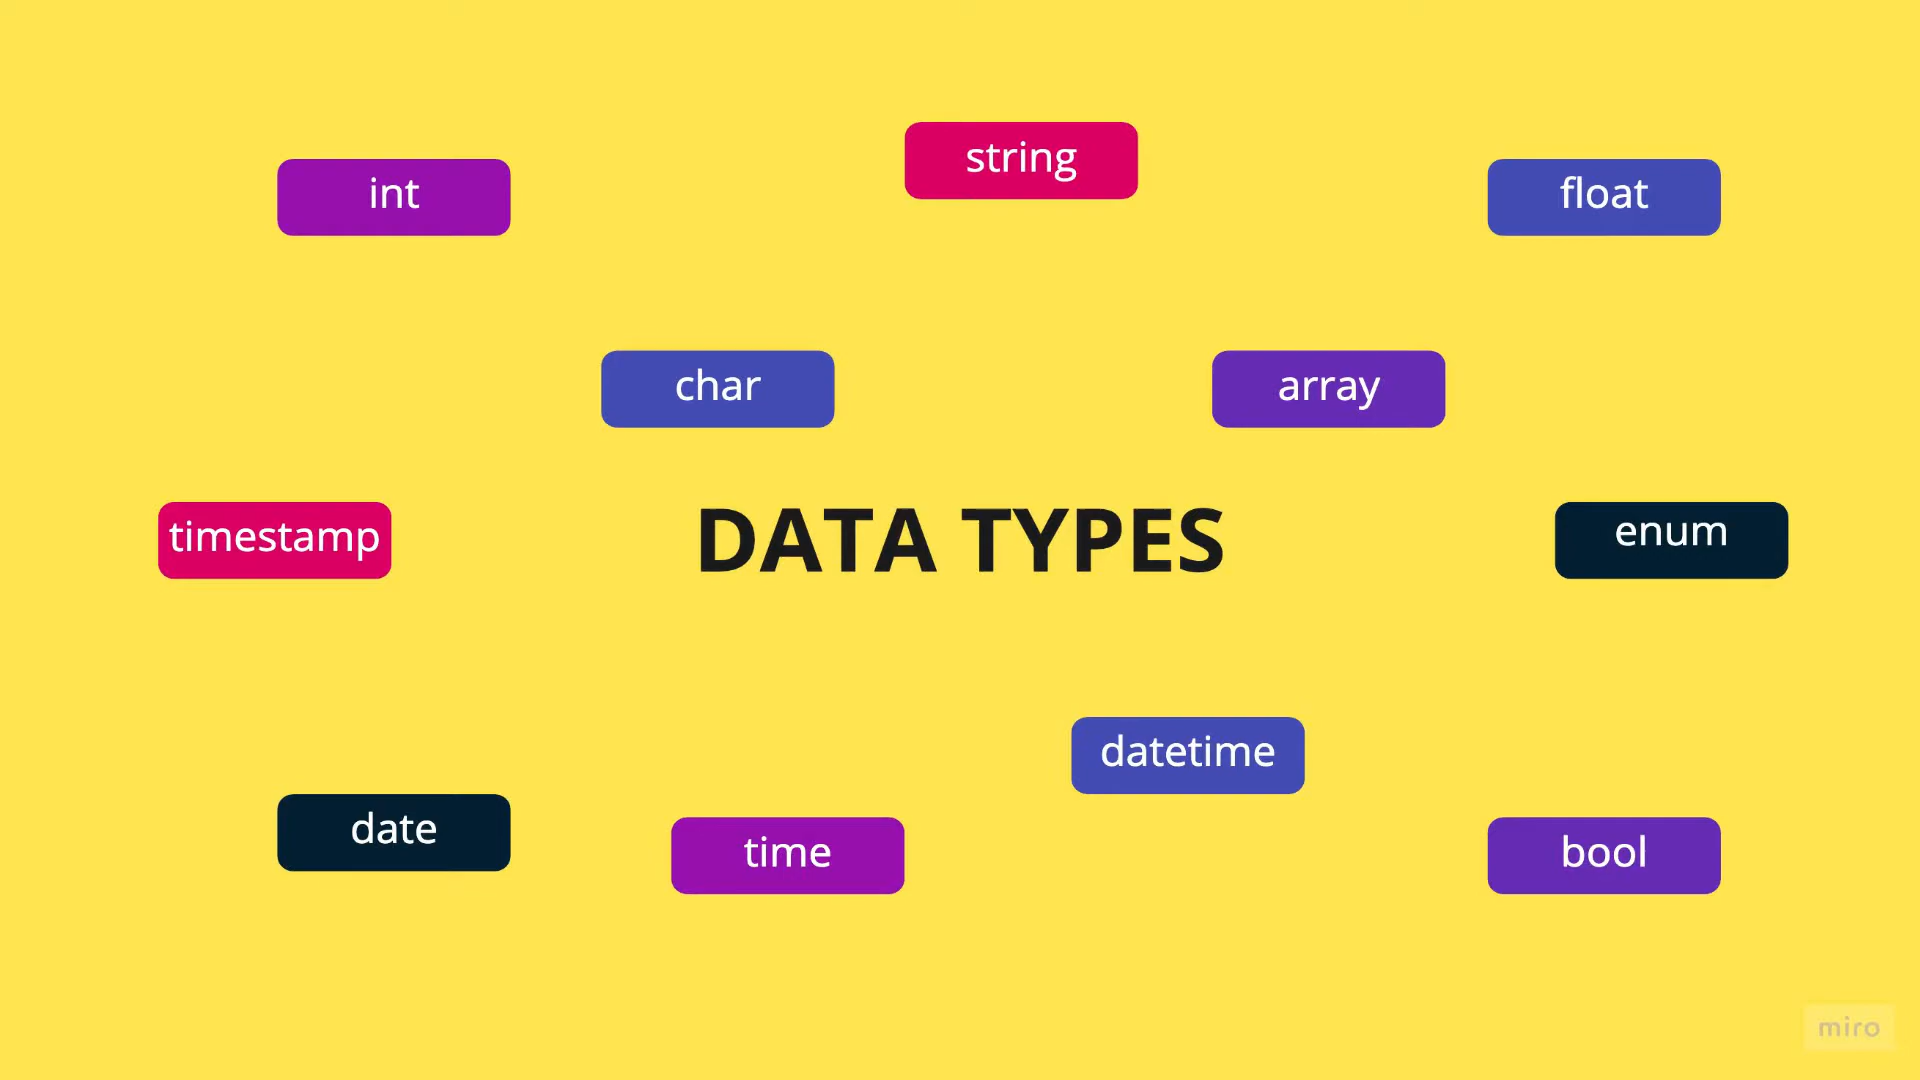 string
int
float
char
array
DATA TYPES
timestamp
enum
datetime
date
time
bool
miro